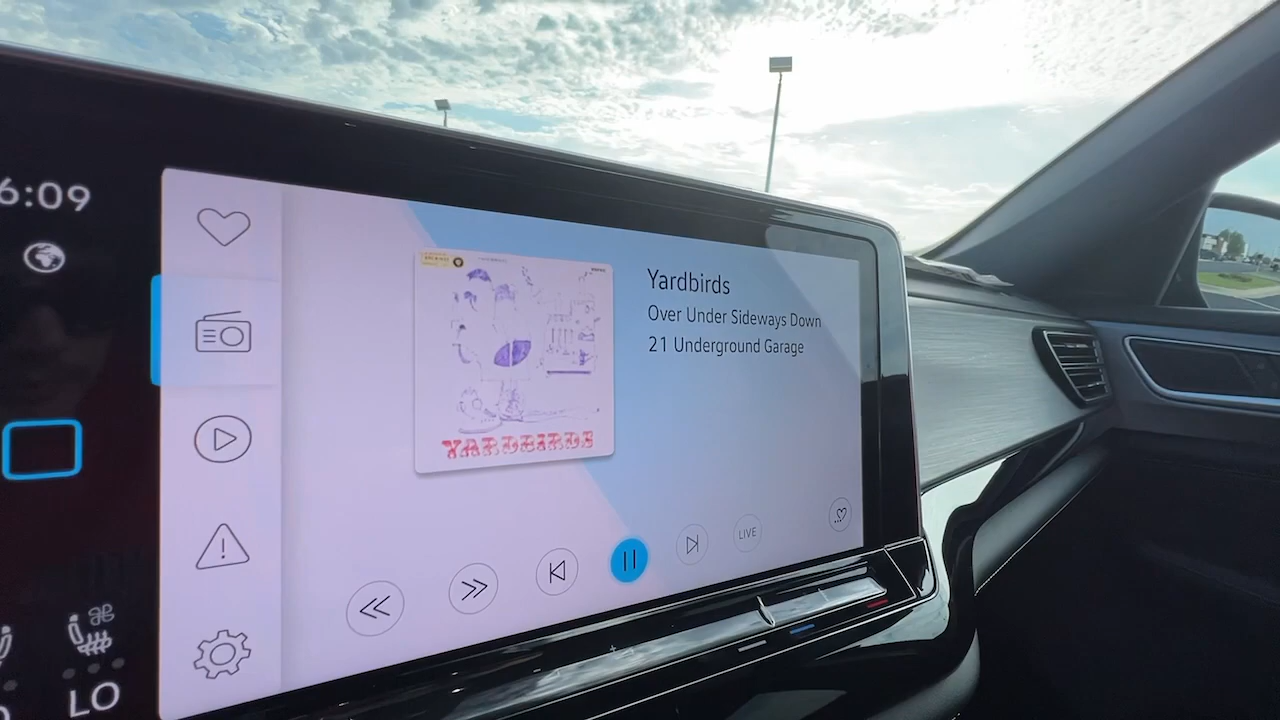 6:09
Yardbirds
Over Under Sideways Down
21 Underground Garage
YARDBIRDS
LIVE
LO